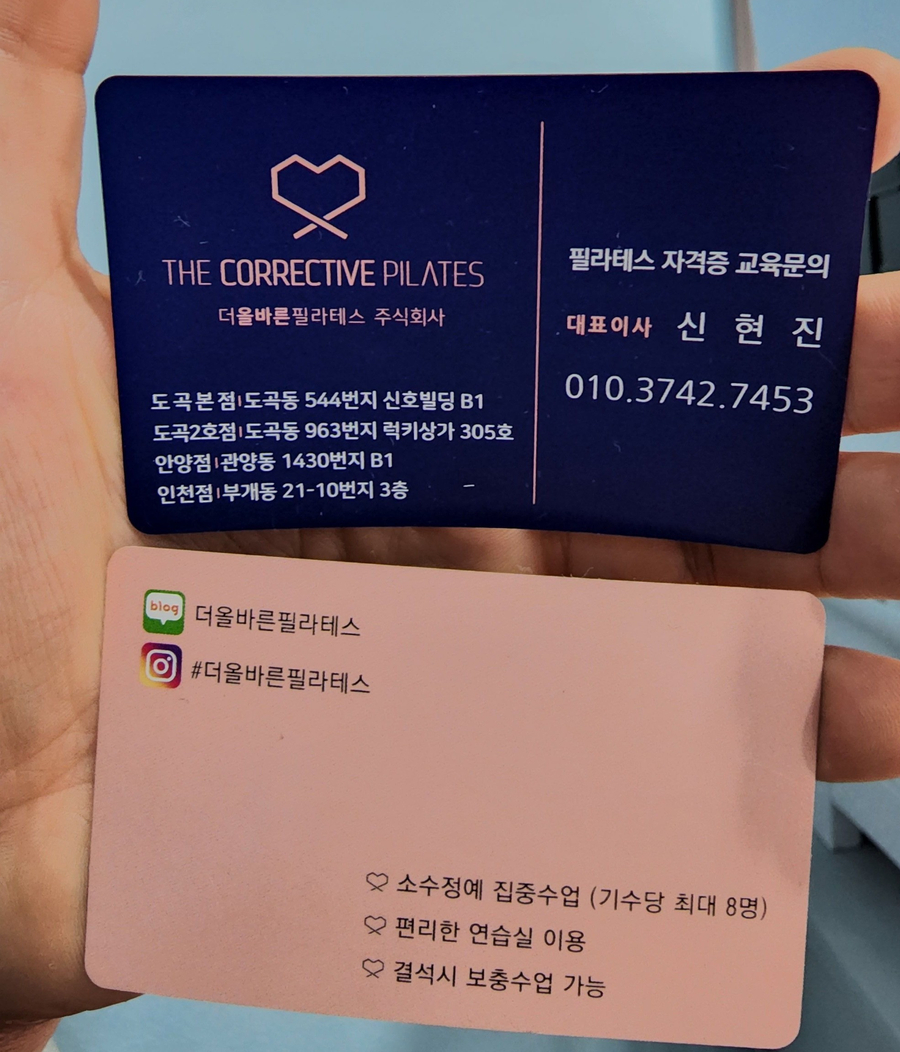 THE CORRECTIVE PILATES
더올바른필라테스 주식회사
도곡본점|도곡동 544번지 신호빌딩 B1
도곡2호점|도곡동 963번지 럭키상가 305호
안양점|관양동 1430번지 B1
인천점|부개동 21-10번지 3층
필라테스 자격증 교육문의
대표이사 신 현 진
010.3742.7453
blog 더올바른필라테스
#더올바른필라테스
소수정예 집중수업 (기수당 최대 8명)
편리한 연습실 이용
결석시 보충수업 가능